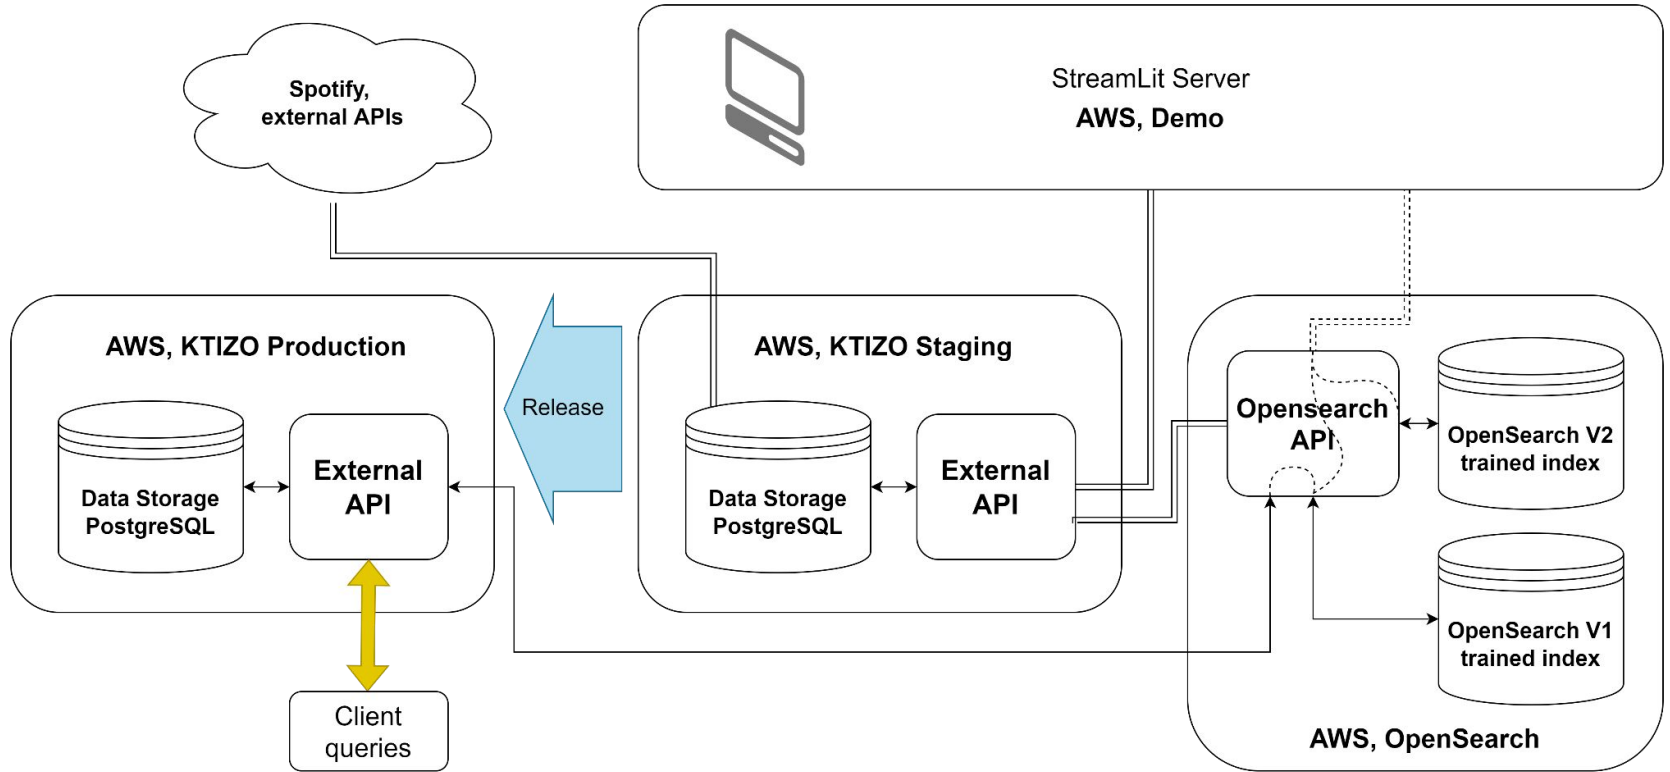 Spotify,
external APIs
StreamLit Server
AWS, Demo
AWS, KTIZO Production
Data Storage
PostgreSQL
External
API
Client
queries
Release
AWS, KTIZO Staging
Data Storage
PostgreSQL
External
API
Opensearch
API
OpenSearch V2
trained index
OpenSearch V1
trained index
AWS, OpenSearch